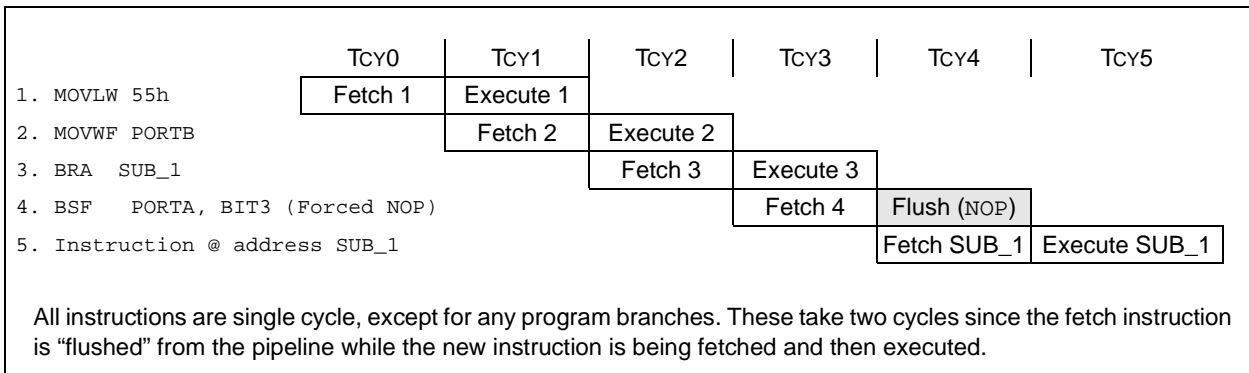 TCY0 TCY1 TCY2 TCY3 TCY4 TCY5
1. MOVLW 55h Fetch 1 Execute 1
2. MOVWF PORTB Fetch 2 Execute 2
3. BRA SUB_1 Fetch 3 Execute 3
4. BSF PORTA, BIT3 (Forced NOP) Fetch 4 Flush (NOP)
5. Instruction @ address SUB_1 Fetch SUB_1 Execute SUB_1
All instructions are single cycle, except for any program branches. These take two cycles since the fetch instruction
is “flushed” from the pipeline while the new instruction is being fetched and then executed.